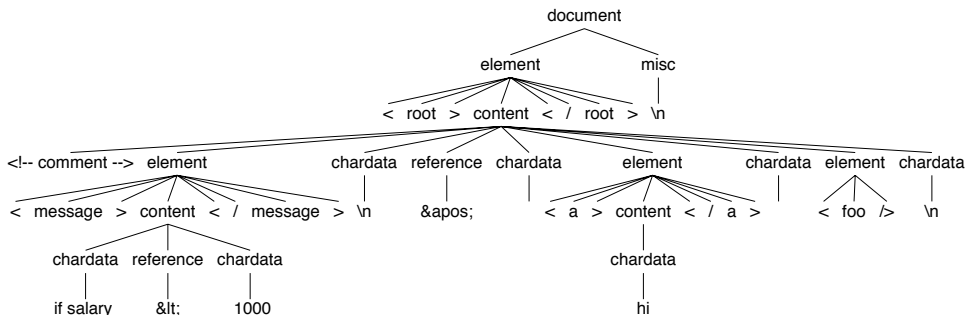 document
element misc
< root > content < / root > \n
<!-- comment --> element chardata reference chardata element chardata element chardata
< message > content < / message > \n &apos; < a > content < / a > < foo /> \n
chardata reference chardata chardata
if salary &lt; 1000 hi